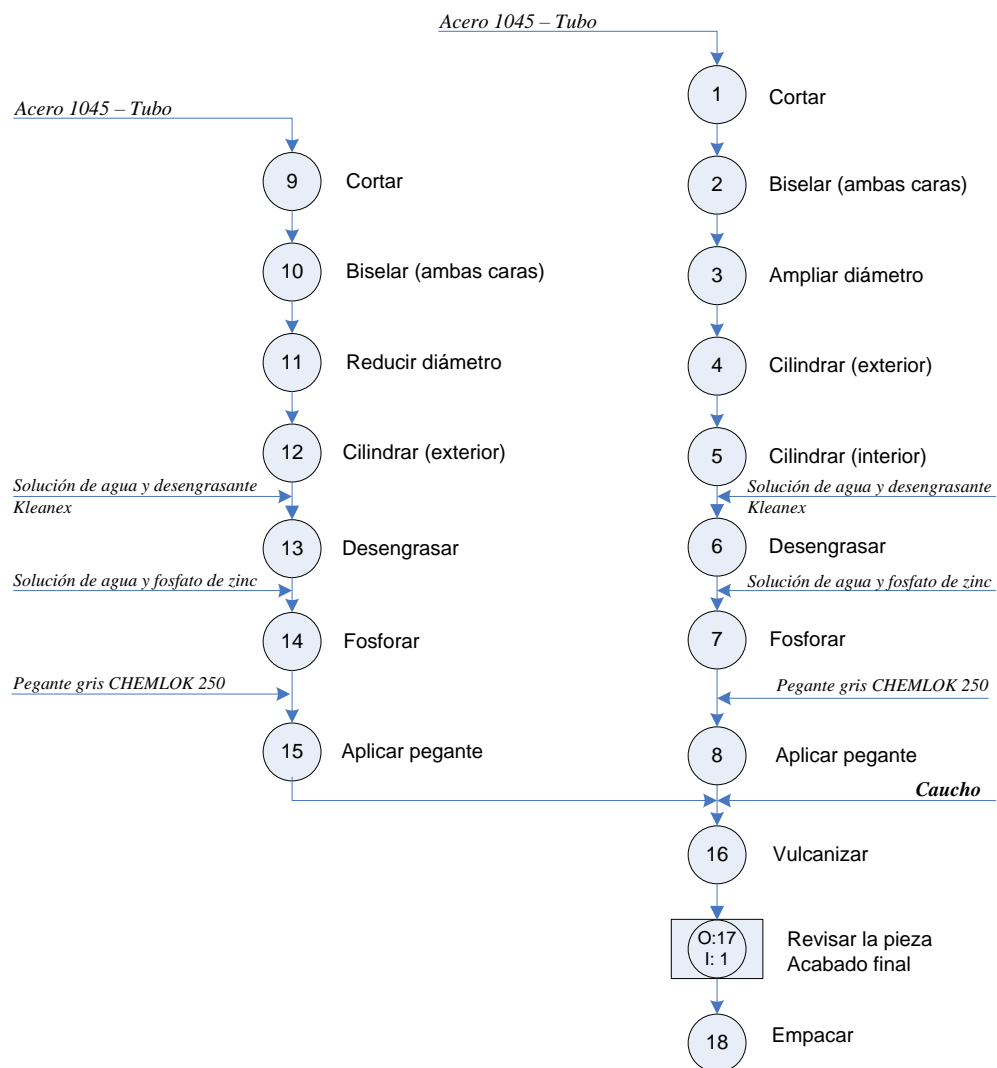 Acero 1045 – Tubo
1
Cortar
2
Biselar (ambas caras)
3
Ampliar diámetro
4
Cilindrar (exterior)
5
Cilindrar (interior)
Solución de agua y desengrasante
Kleanex
6
Desengrasar
Solución de agua y fosfato de zinc
7
Fosforar
Pegante gris CHEMLOK 250
8
Aplicar pegante
Acero 1045 – Tubo
9
Cortar
10
Biselar (ambas caras)
11
Reducir diámetro
12
Cilindrar (exterior)
Solución de agua y desengrasante
Kleanex
13
Desengrasar
Solución de agua y fosfato de zinc
14
Fosforar
Pegante gris CHEMLOK 250
15
Aplicar pegante
Caucho
16
Vulcanizar
O:17
I: 1
Revisar la pieza
Acabado final
18
Empacar